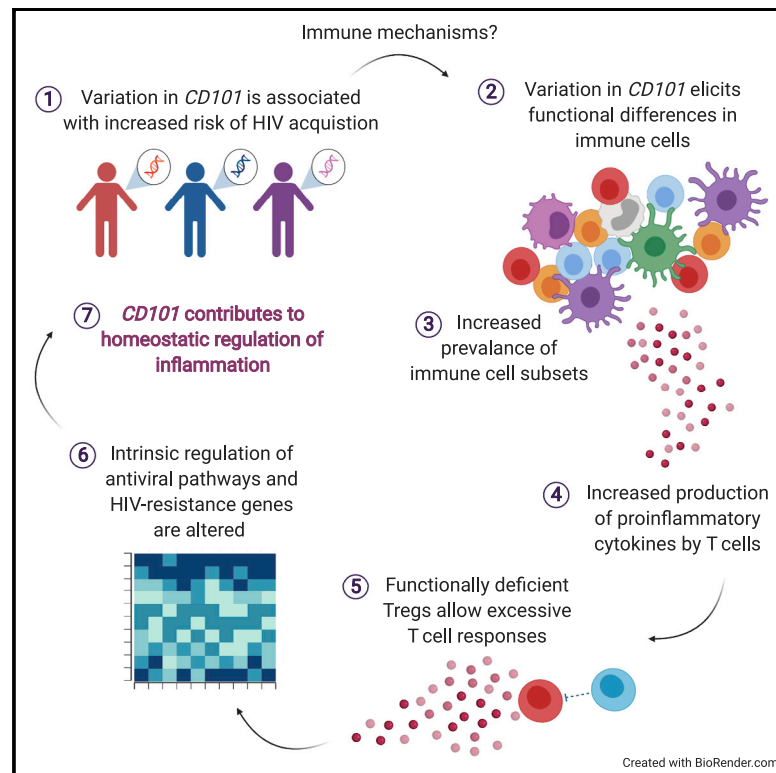 Immune mechanisms?
① Variation in CD101 is associated
with increased risk of HIV acquistion
② Variation in CD101 elicits
functional differences in
immune cells
③ Increased
prevalance of
immune cell subsets
④ Increased production
of proinflammatory
cytokines by T cells
⑤ Functionally deficient
Tregs allow excessive
T cell responses
⑥ Intrinsic regulation of
antiviral pathways and
HIV-resistance genes
are altered
⑦ CD101 contributes to
homeostatic regulation of
inflammation
Created with BioRender.com